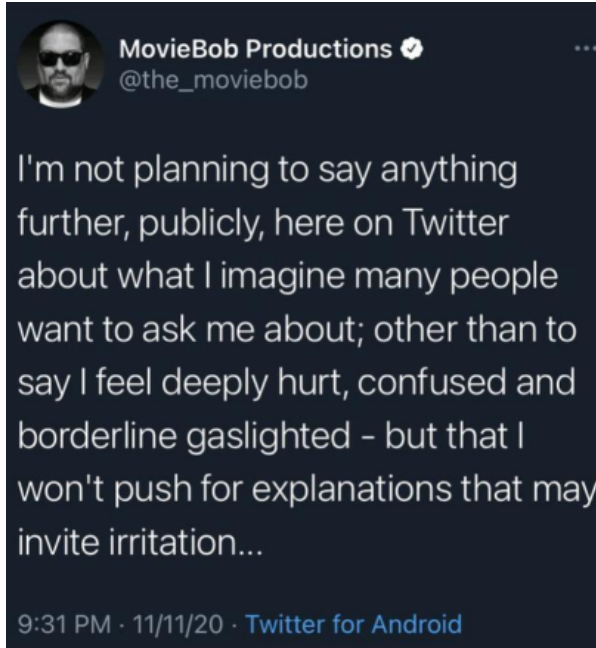 MovieBob Productions
@the_moviebob
I'm not planning to say anything
further, publicly, here on Twitter
about what I imagine many people
want to ask me about; other than to
say I feel deeply hurt, confused and
borderline gaslighted - but that I
won't push for explanations that may
invite irritation...
9:31 PM · 11/11/20 · Twitter for Android